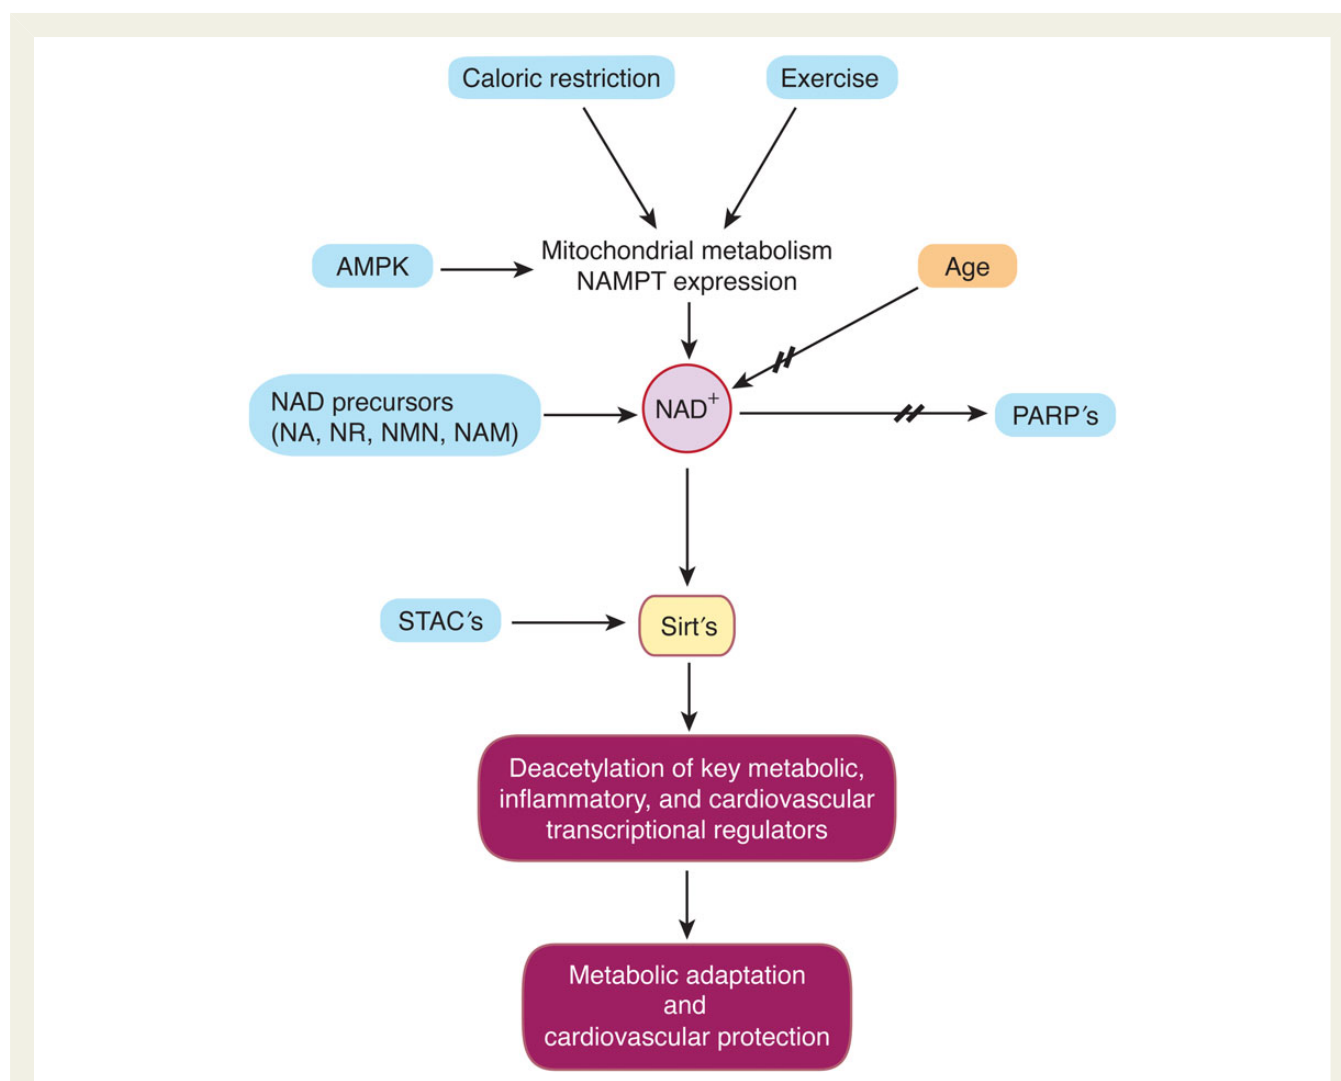 Caloric restriction
Exercise
Mitochondrial metabolism
NAMPT expression
AMPK
Age
NAD precursors
(NA, NR, NMN, NAM)
NAD⁺
PARP′s
STAC′s
Sirt′s
Deacetylation of key metabolic,
inflammatory, and cardiovascular
transcriptional regulators
Metabolic adaptation
and
cardiovascular protection